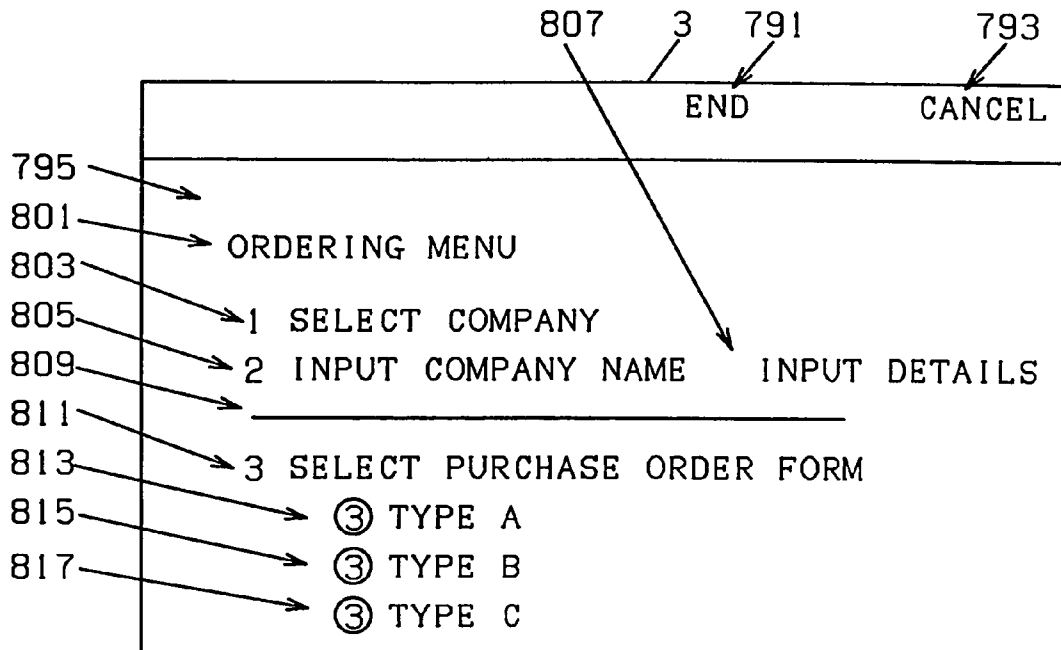 807 3 791 793
END CANCEL
795
801 ORDERING MENU
803
805 1 SELECT COMPANY
809 2 INPUT COMPANY NAME INPUT DETAILS
811
813 3 SELECT PURCHASE ORDER FORM
815 ③ TYPE A
817 ③ TYPE B
③ TYPE C